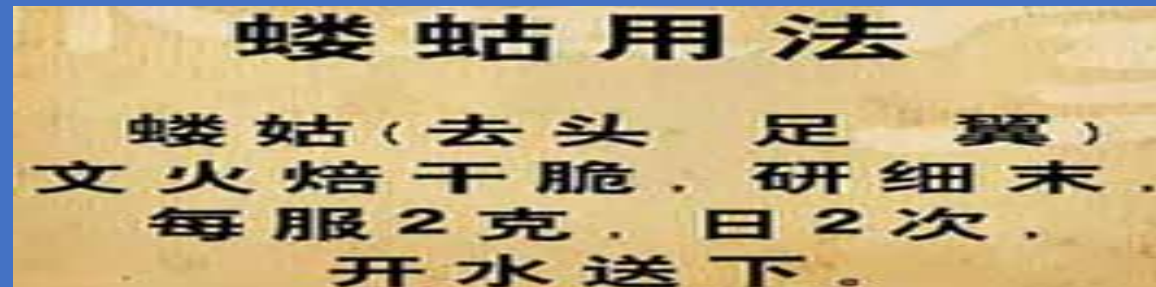 蝼蛄用法
蝼姑(去头 足 翼)
文火焙干脆.研细末.
每服2克.日2次.
开水送下。